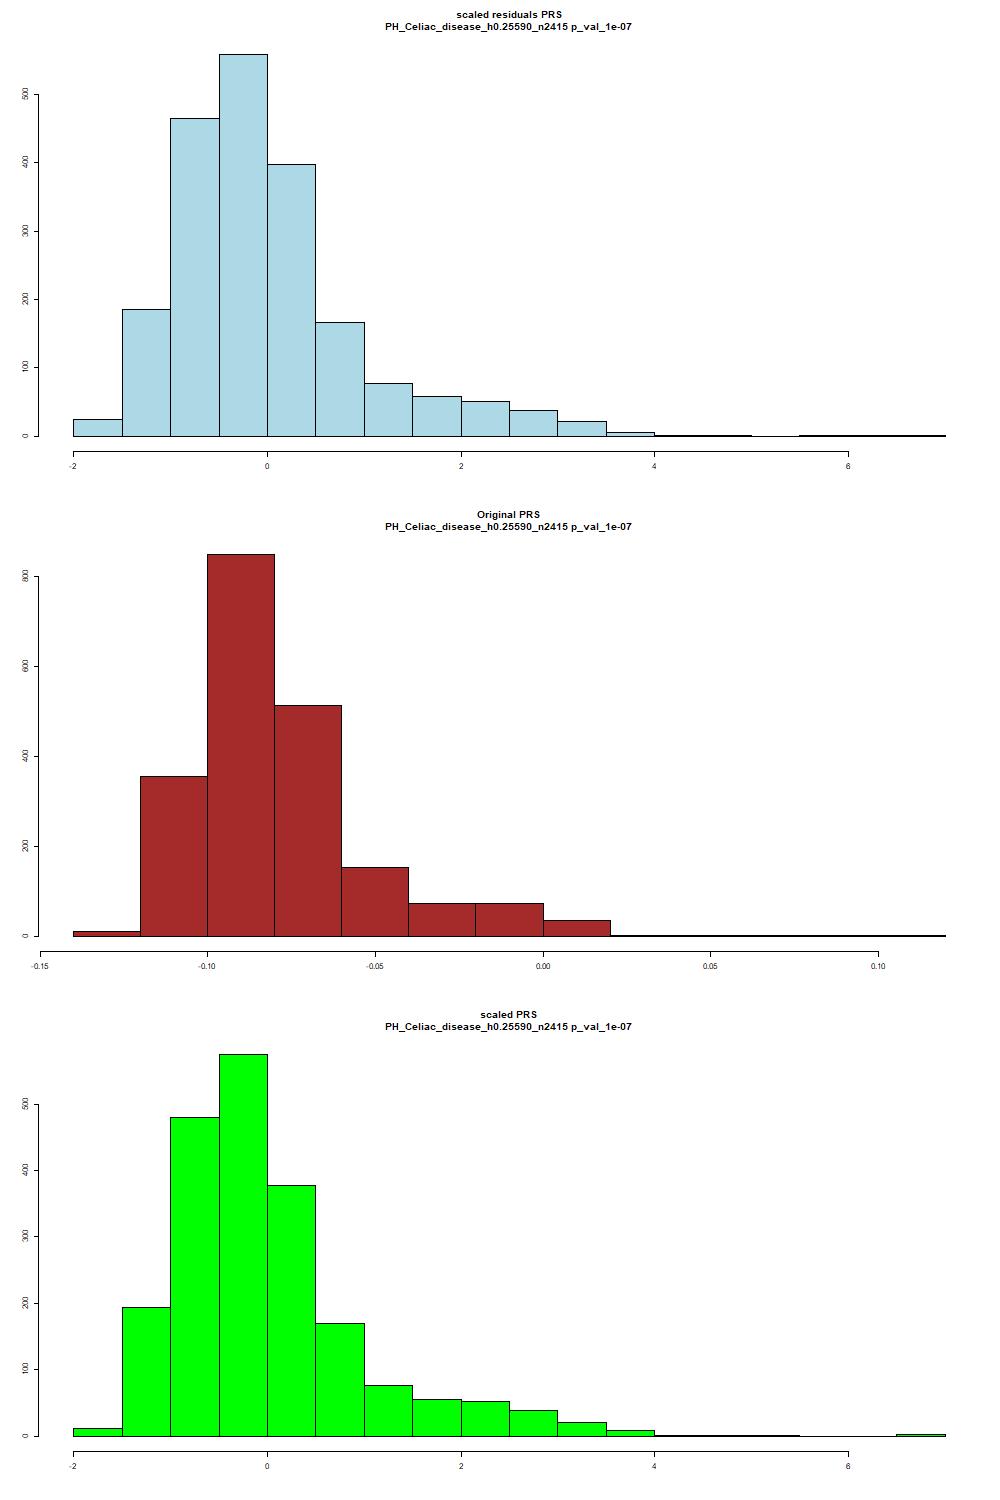 scaled residuals PRS
PH_Celiac_disease_h0.25590_n2415 p_val_1e-07
500
400
300
200
100
0
-2 0 2 4 6
Original PRS
PH_Celiac_disease_h0.25590_n2415 p_val_1e-07
800
600
400
200
0
-0.15 -0.10 -0.05 0.00 0.05 0.10
scaled PRS
PH_Celiac_disease_h0.25590_n2415 p_val_1e-07
500
400
300
200
100
0
-2 0 2 4 6